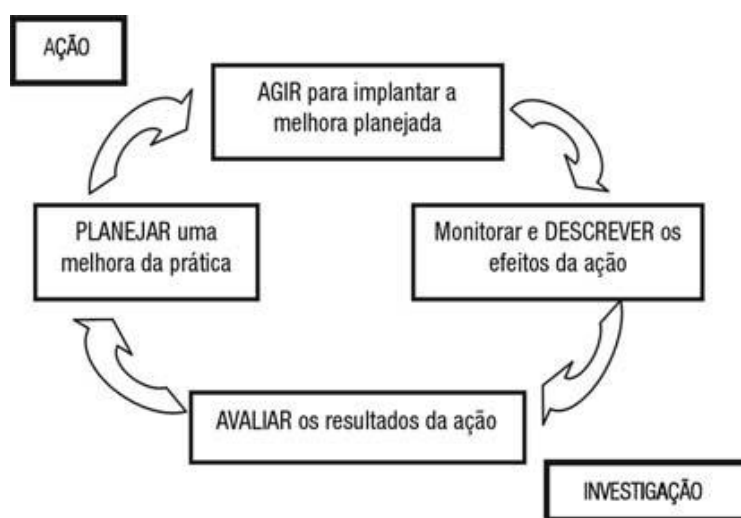 AÇÃO
AGIR para implantar a
melhora planejada
PLANEJAR uma
melhora da prática
Monitorar e DESCREVER os
efeitos da ação
AVALIAR os resultados da ação
INVESTIGAÇÃO